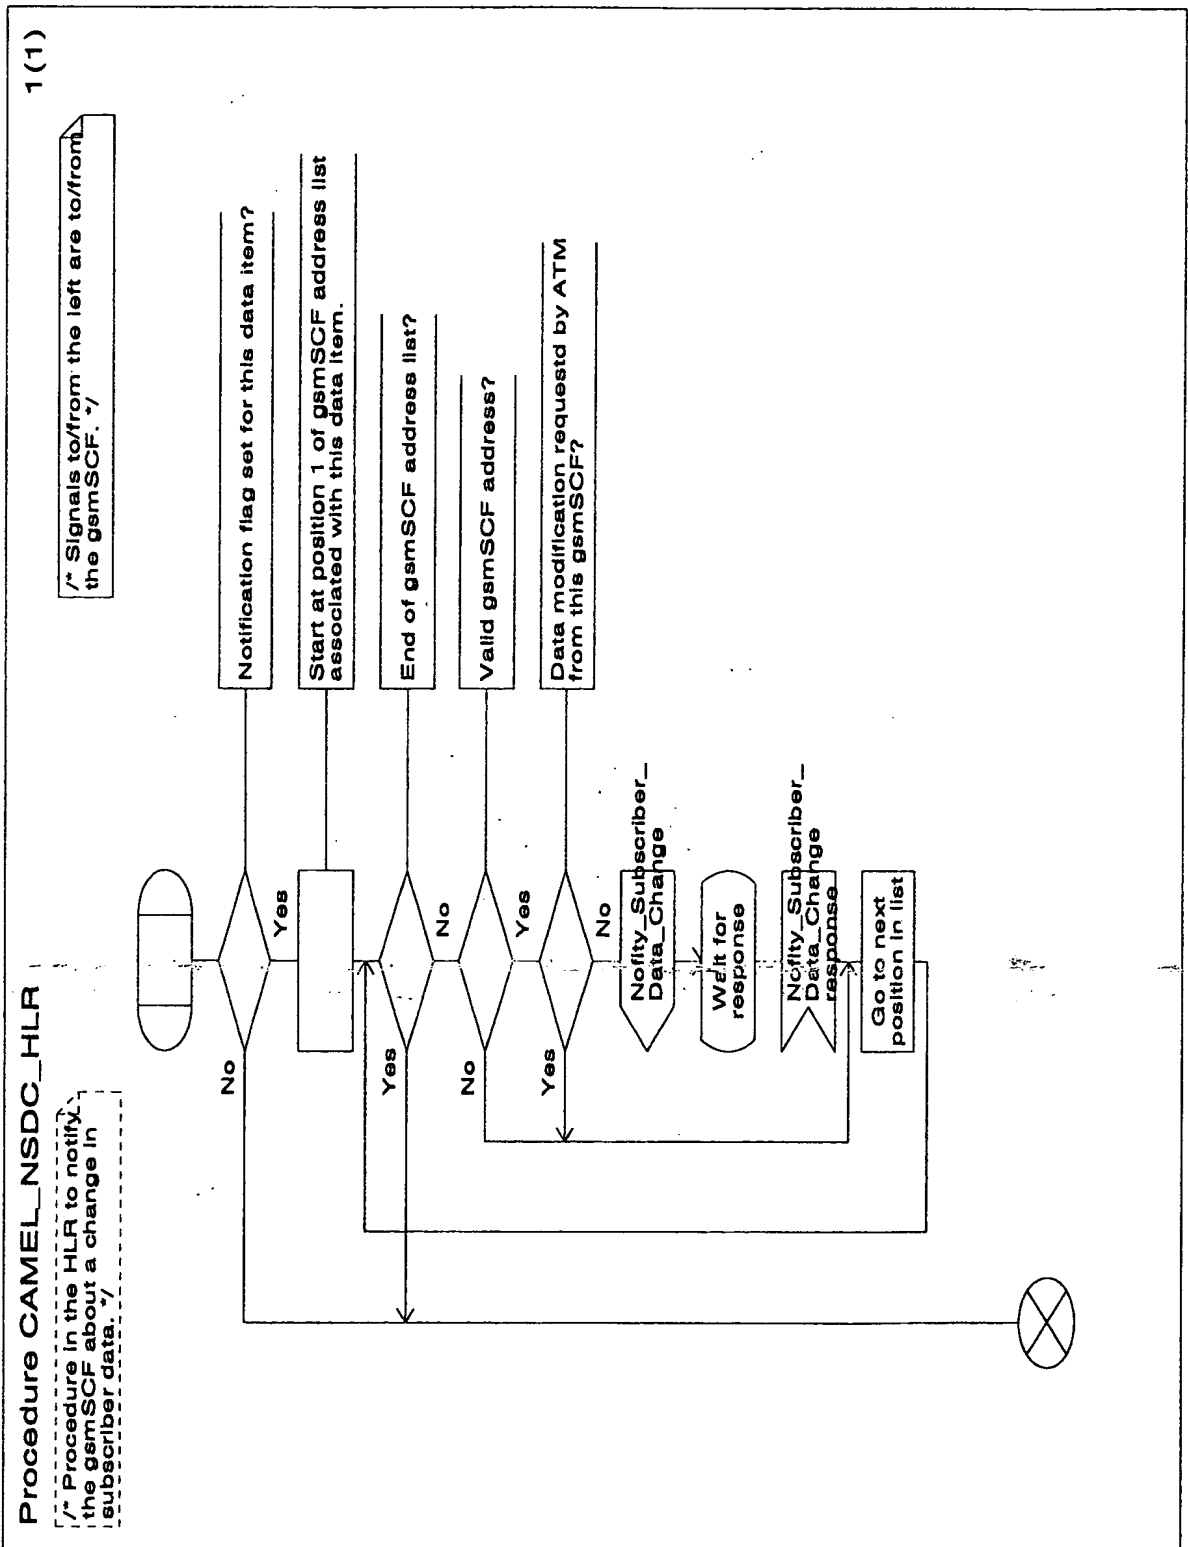 Procedure CAMEL_NSDC_HLR
1(1)
/* Procedure in the HLR to notify
the gsmSCF about a change in
subscriber data. */
/* Signals to/from the left are to/from
the gsmSCF. */
No
Notification flag set for this data item?
Yes
Start at position 1 of gsmSCF address list
associated with this data item.
Yes
End of gsmSCF address list?
No
No
Valid gsmSCF address?
Yes
Yes
Data modification requestd by ATM
from this gsmSCF?
No
Nofity_Subscriber_
Data_Change
Wait for
response
Nofity_Subscriber_
Data_Change
response
Go to next
position in list